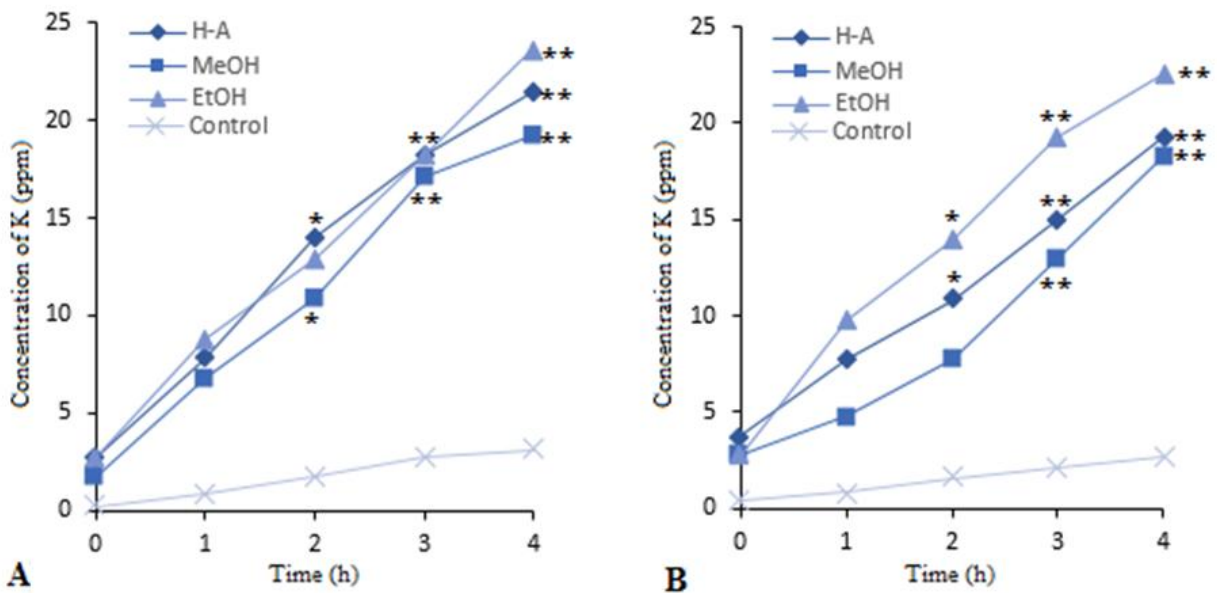 Concentration of K (ppm)
25
20
15
10
5
0
H-A
MeOH
EtOH
Control
*
*
**
**
**
**
**
0
1
2
3
4
Time (h)
A
Concentration of K (ppm)
25
20
15
10
5
0
H-A
MeOH
EtOH
Control
*
*
**
**
**
**
**
**
0
1
2
3
4
Time (h)
B